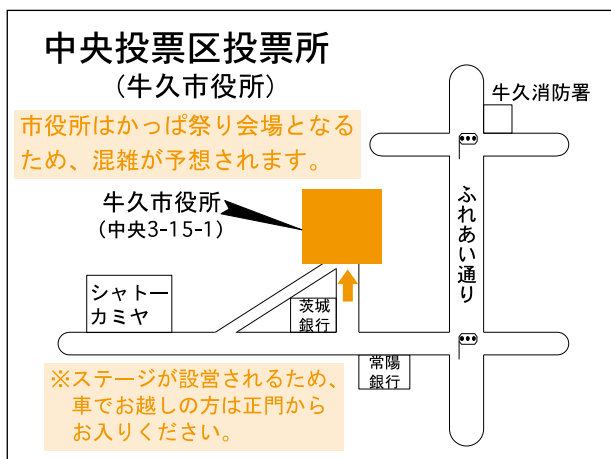 中央投票区投票所
(牛久市役所)
市役所はかっぱ祭り会場となる
ため、混雑が予想されます。
牛久消防署
牛久市役所
(中央3-15-1)
ふれあい通り
シャトー
カミヤ
茨城
銀行
常陽
銀行
※ステージが設営されるため、
車でお越しの方は正門から
お入りください。